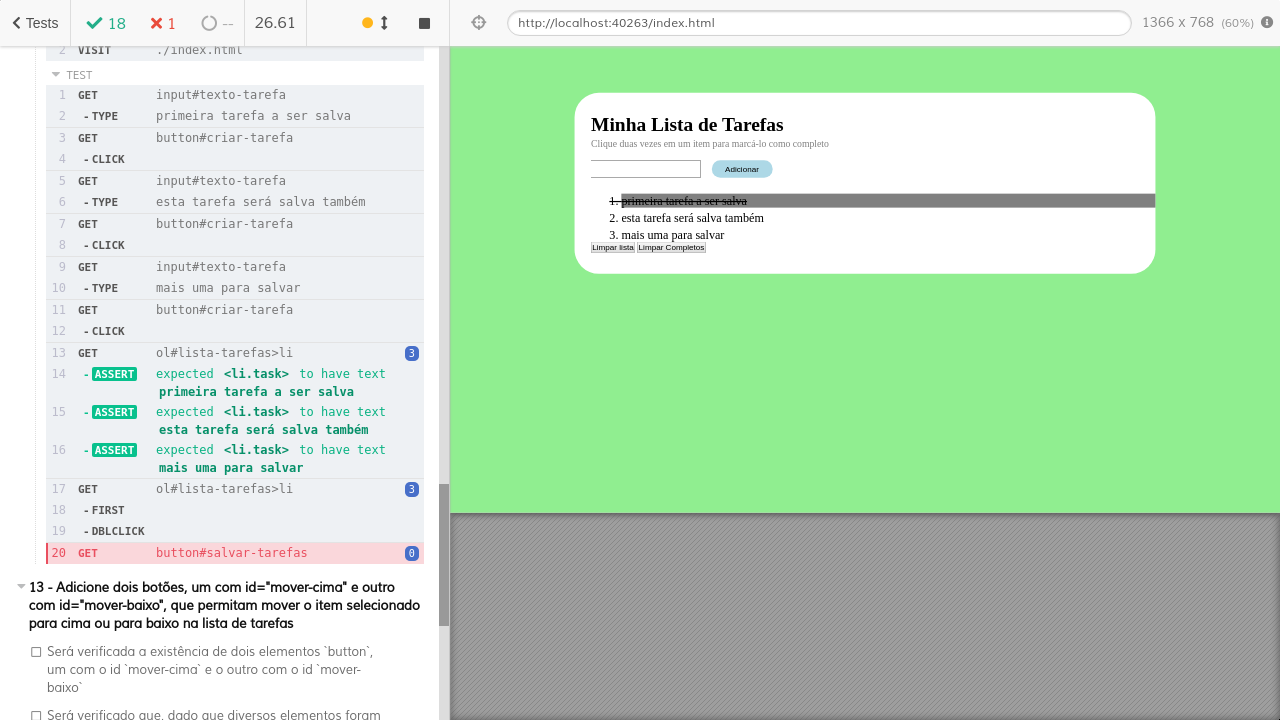 Tests 18 1 -- 26.61
2 VISIT ./index.html
TEST
1 GET input#texto-tarefa
2 -TYPE primeira tarefa a ser salva
3 GET button#criar-tarefa
4 -CLICK
5 GET input#texto-tarefa
6 -TYPE esta tarefa será salva também
7 GET button#criar-tarefa
8 -CLICK
9 GET input#texto-tarefa
10 -TYPE mais uma para salvar
11 GET button#criar-tarefa
12 -CLICK
13 GET ol#lista-tarefas>li 3
14 -ASSERT expected <li.task> to have text
primeira tarefa a ser salva
15 -ASSERT expected <li.task> to have text
esta tarefa será salva também
16 -ASSERT expected <li.task> to have text
mais uma para salvar
17 GET ol#lista-tarefas>li 3
18 -FIRST
19 -DBLCLICK
20 GET button#salvar-tarefas 0
13 - Adicione dois botões, um com id="mover-cima" e outro
com id="mover-baixo", que permitam mover o item selecionado
para cima ou para baixo na lista de tarefas
Será verificada a existência de dois elementos `button`,
um com o id `mover-cima` e o outro com o id `mover-
baixo`
Será verificado que, dado que diversos elementos foram
http://localhost:40263/index.html 1366 x 768 (60%)
Minha Lista de Tarefas
Clique duas vezes em um item para marcá-lo como completo
Adicionar
1. primeira tarefa a ser salva
2. esta tarefa será salva também
3. mais uma para salvar
Limpar lista Limpar Completos